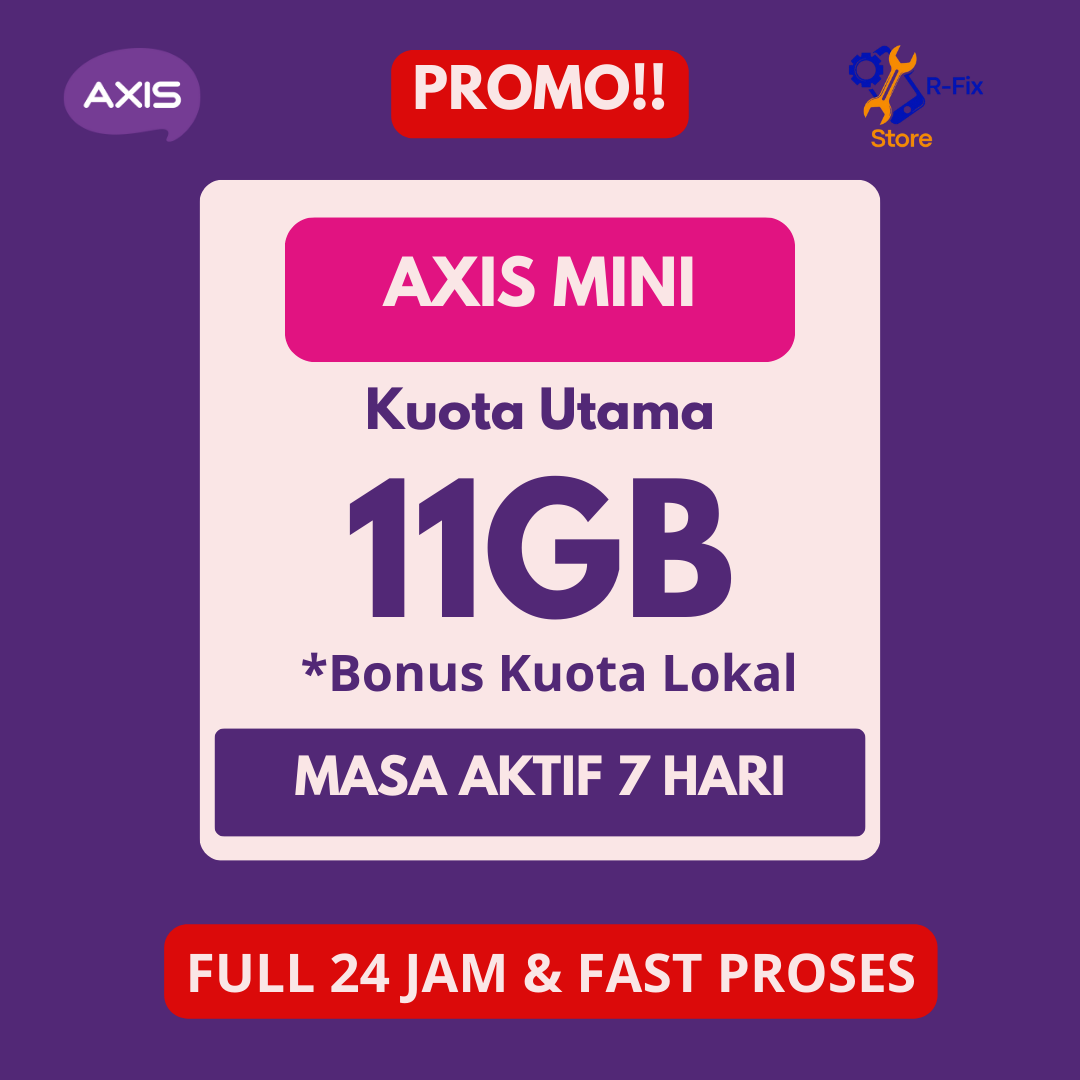 AXIS
PROMO!!
R-Fix
Store
AXIS MINI
Kuota Utama
11GB
*Bonus Kuota Lokal
MASA AKTIF 7 HARI
FULL 24 JAM & FAST PROSES